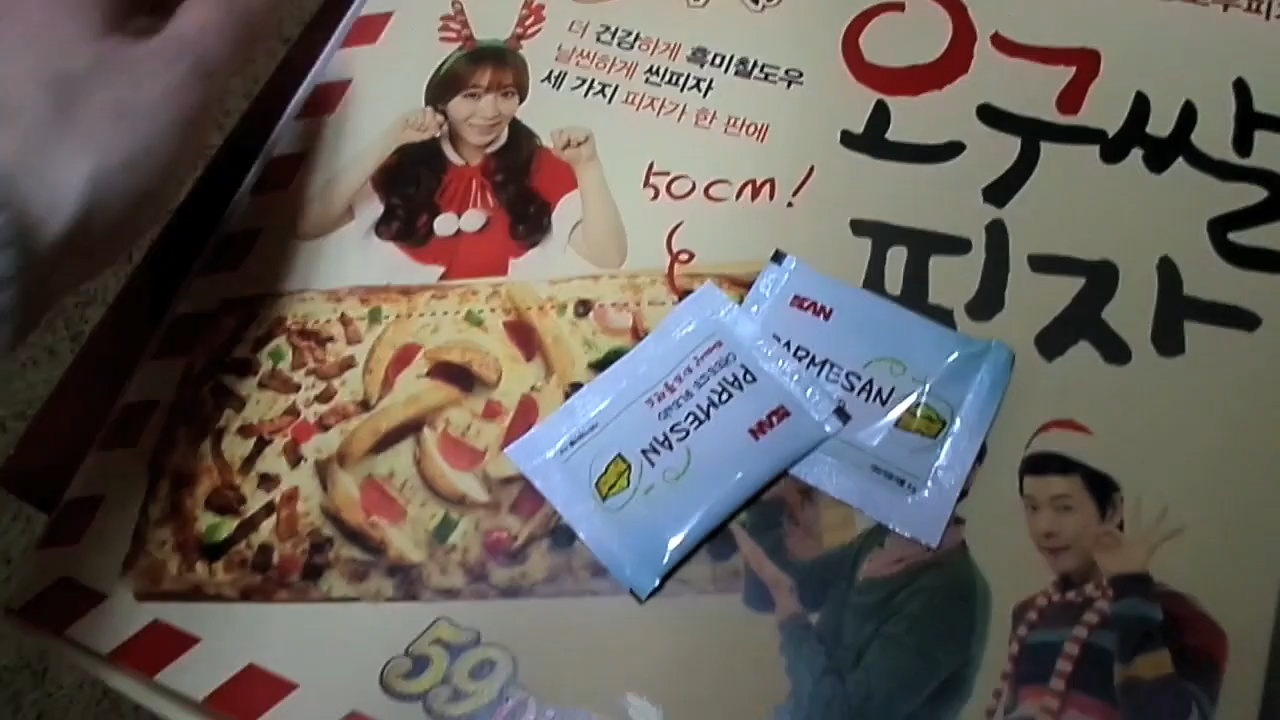 더 건강하게 흑미찰도우
날씬하게 씬피자
세 가지 피자가 한 판에
50CM!
오구쌀
피자
PARMESAN
PARMESAN
59